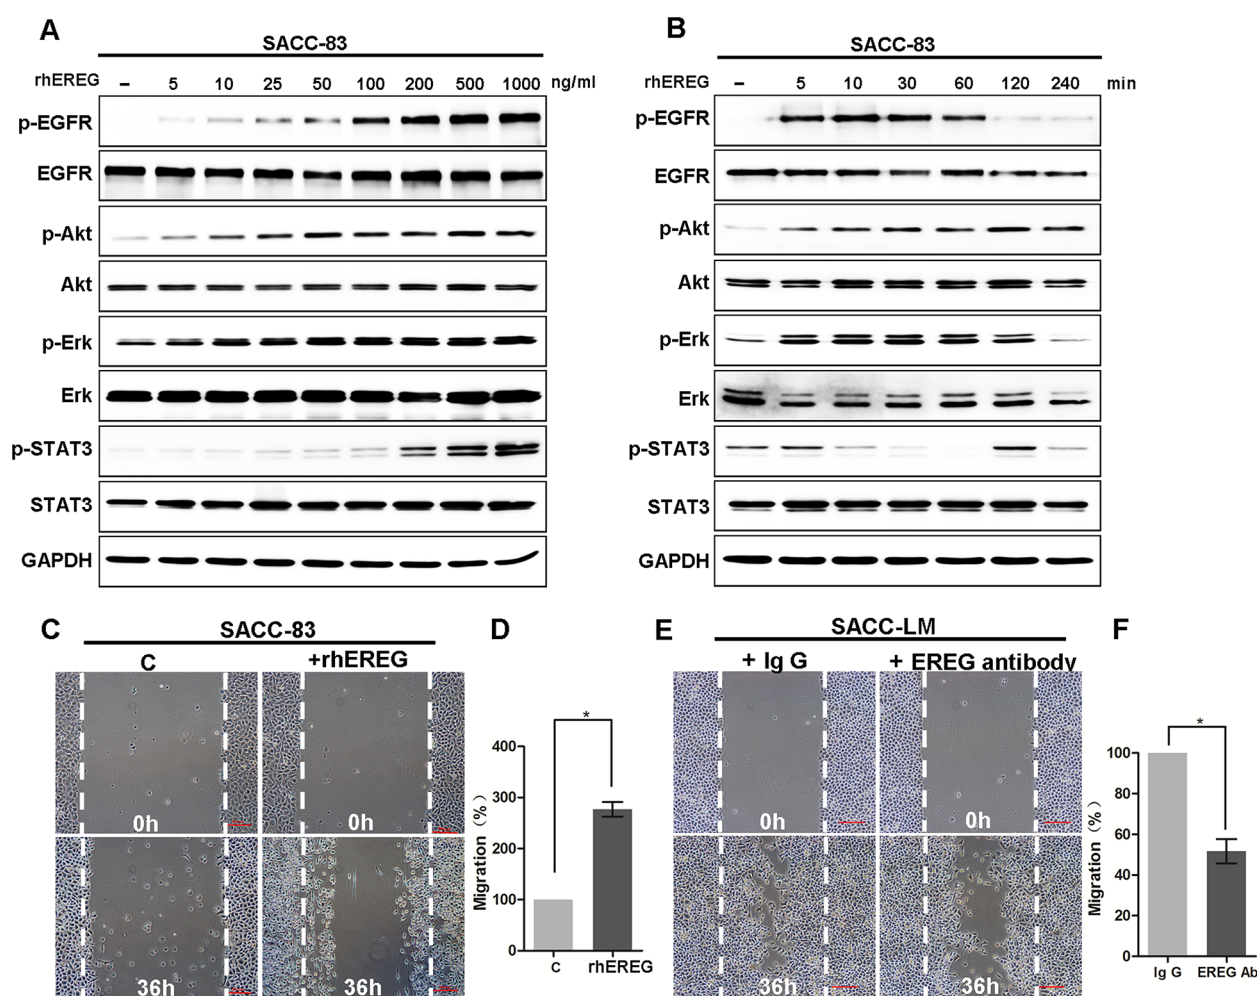 A
SACC-83
rhEREG – 5 10 25 50 100 200 500 1000 ng/ml
p-EGFR
EGFR
p-Akt
Akt
p-Erk
Erk
p-STAT3
STAT3
GAPDH
B
SACC-83
rhEREG – 5 10 30 60 120 240 min
p-EGFR
EGFR
p-Akt
Akt
p-Erk
Erk
p-STAT3
STAT3
GAPDH
C
SACC-83
C +rhEREG
0h 0h
36h 36h
D
*
Migration (%)
400
300
200
100
0
C rhEREG
E
SACC-LM
+ Ig G + EREG antibody
0h 0h
36h 36h
F
*
Migration (%)
100
80
60
40
20
0
Ig G EREG Ab